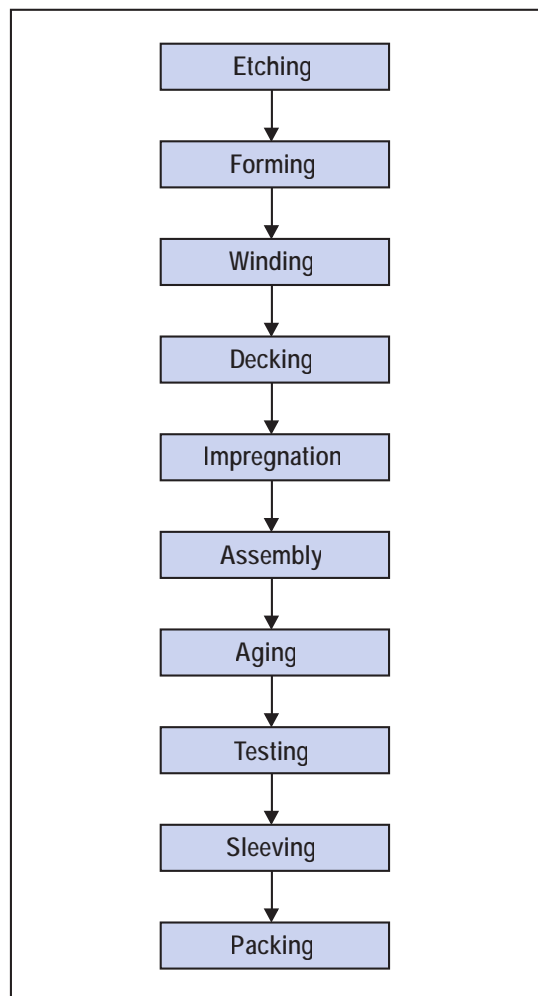 Etching
Forming
Winding
Decking
Impregnation
Assembly
Aging
Testing
Sleeving
Packing